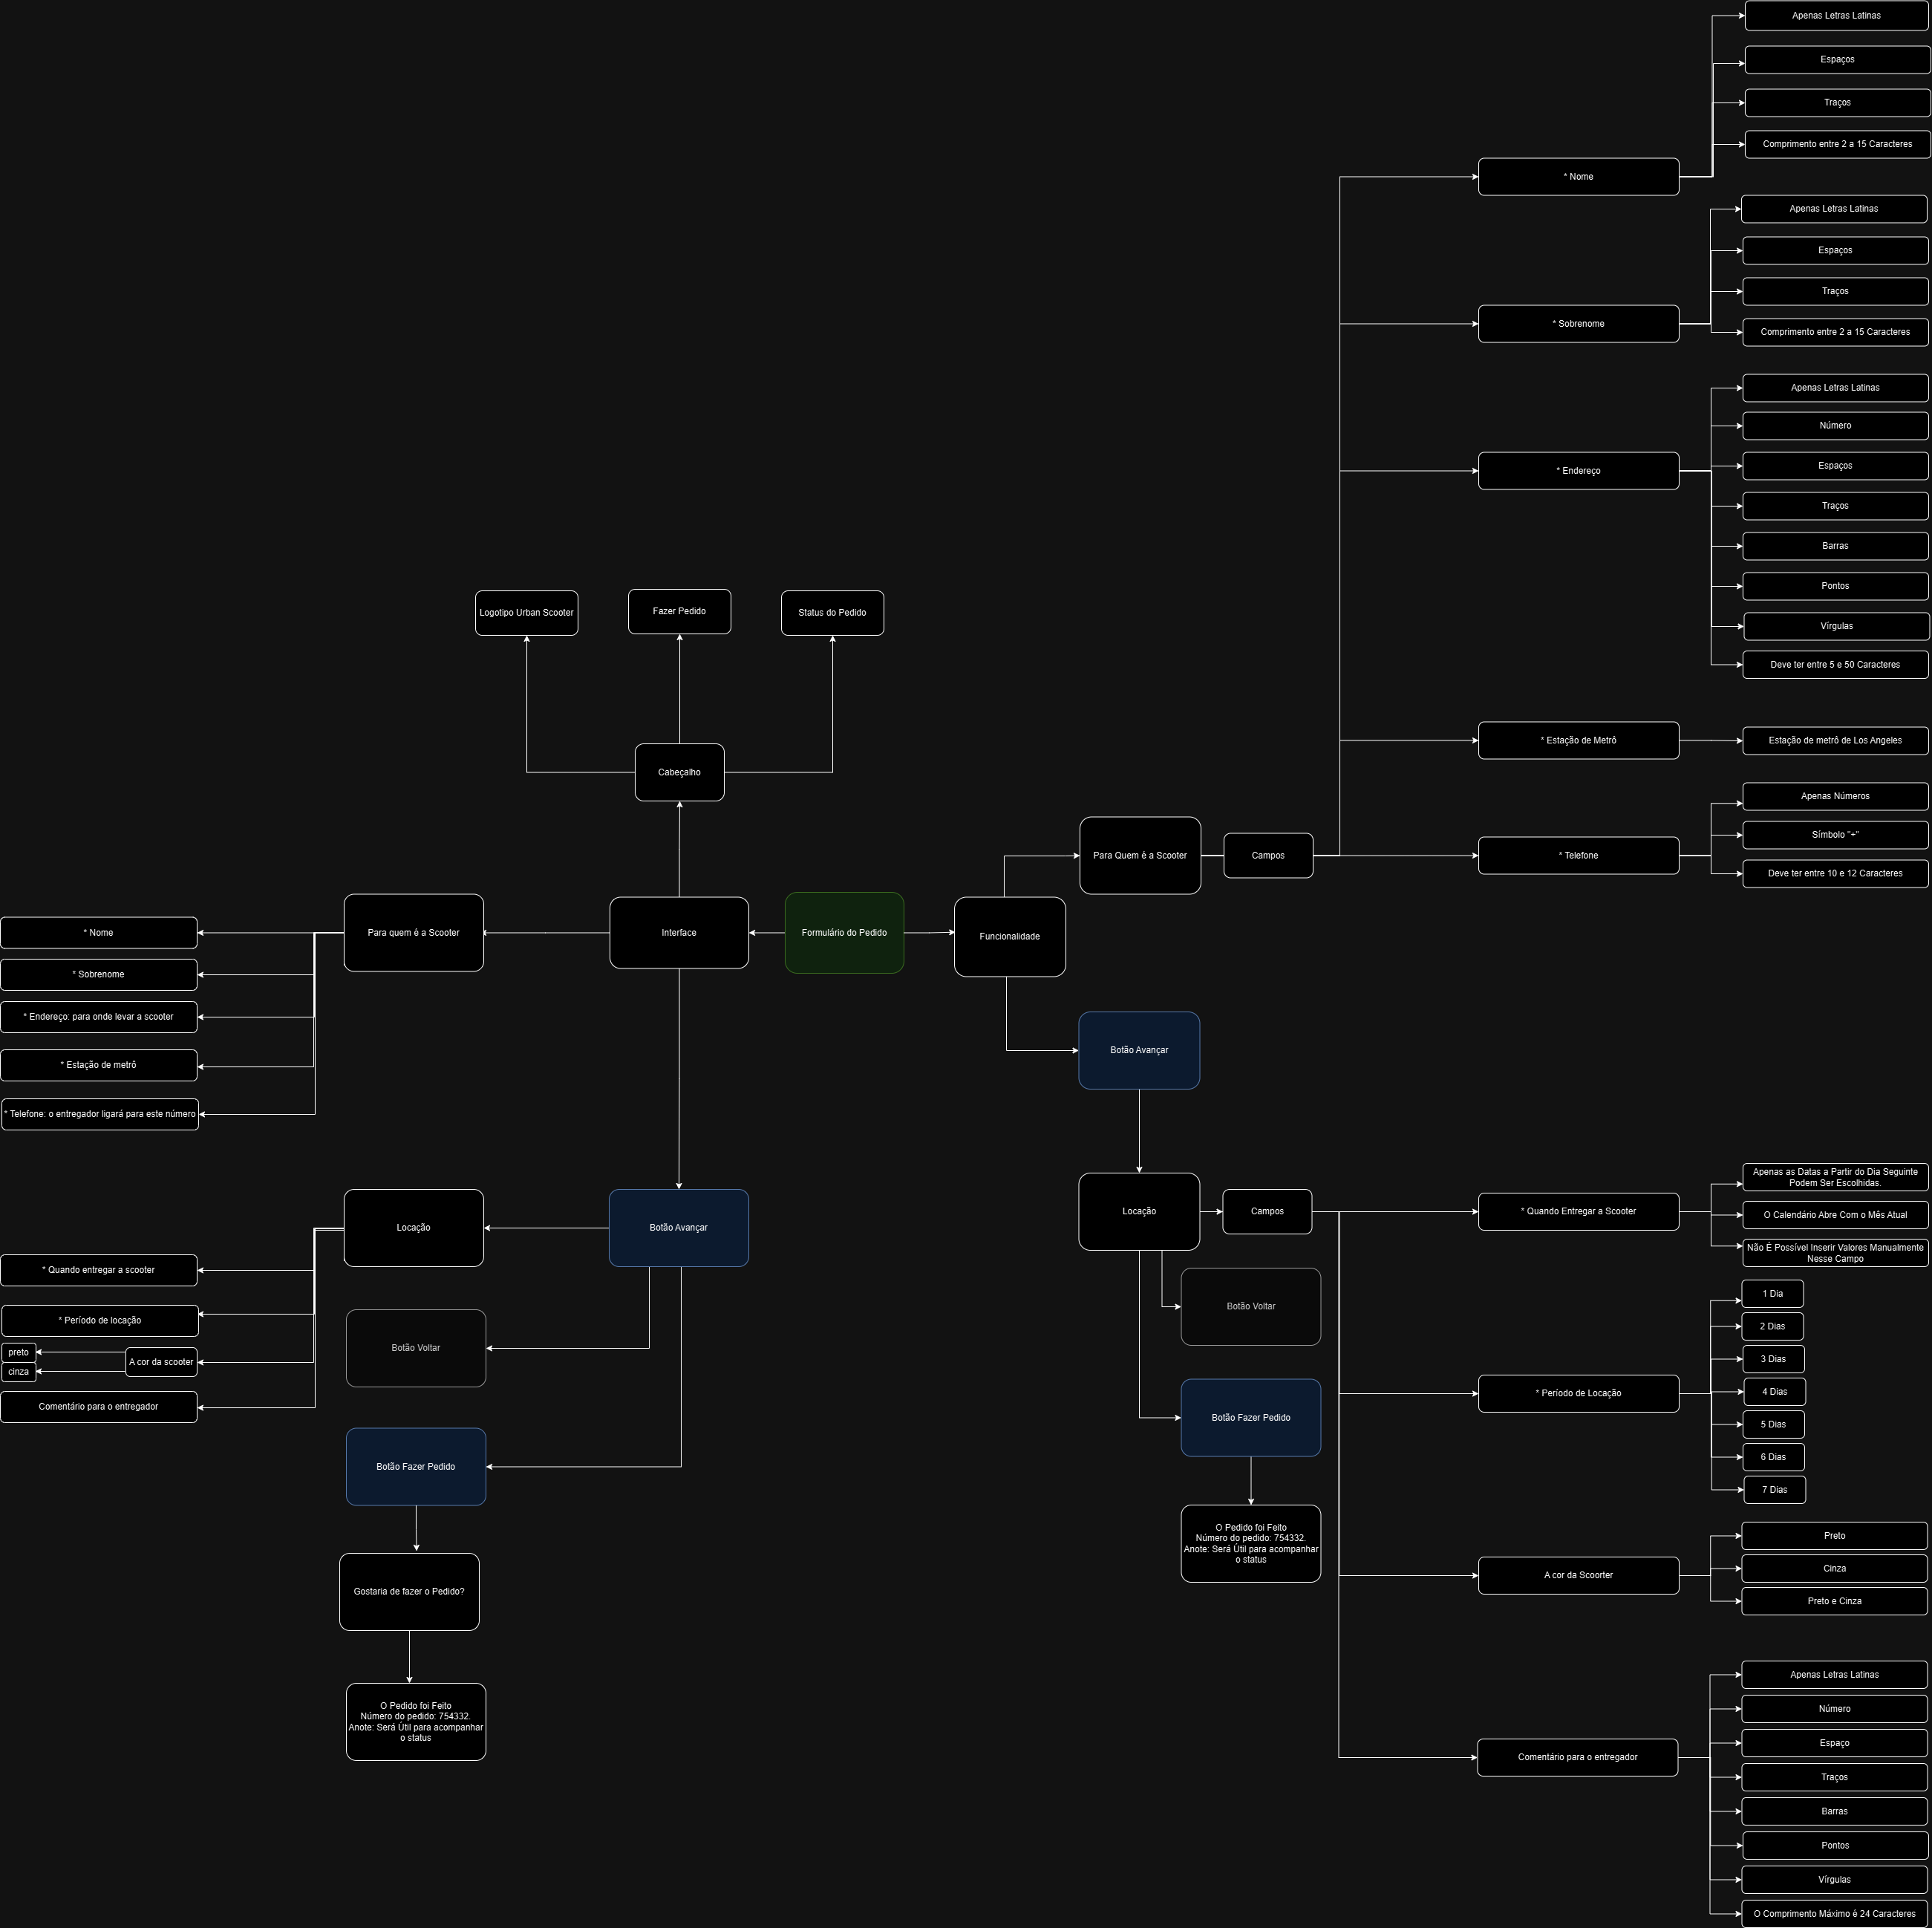 Apenas Letras Latinas
Espaços
Traços
Comprimento entre 2 a 15 Caracteres
* Nome
Apenas Letras Latinas
Espaços
Traços
Comprimento entre 2 a 15 Caracteres
* Sobrenome
Apenas Letras Latinas
Número
Espaços
Traços
Barras
Pontos
Vírgulas
Deve ter entre 5 e 50 Caracteres
* Endereço
Logotipo Urban Scooter
Fazer Pedido
Status do Pedido
Cabeçalho
* Estação de Metrô
Estação de metrô de Los Angeles
Apenas Números
Símbolo "+"
Deve ter entre 10 e 12 Caracteres
* Telefone
Para Quem é a Scooter
Campos
Formulário do Pedido
Interface
Funcionalidade
Para quem é a Scooter
* Nome
* Sobrenome
* Endereço: para onde levar a scooter
* Estação de metrô
* Telefone: o entregador ligará para este número
Botão Avançar
Locação
Campos
* Quando Entregar a Scooter
Apenas as Datas a Partir do Dia Seguinte
Podem Ser Escolhidas.
O Calendário Abre Com o Mês Atual
Não É Possível Inserir Valores Manualmente
Nesse Campo
Botão Avançar
Locação
* Quando entregar a scooter
* Período de locação
A cor da scooter
preto
cinza
Comentário para o entregador
Botão Voltar
Botão Fazer Pedido
Gostaria de fazer o Pedido?
O Pedido foi Feito
Número do pedido: 754332.
Anote: Será Útil para acompanhar
o status
Botão Voltar
Botão Fazer Pedido
O Pedido foi Feito
Número do pedido: 754332.
Anote: Será Útil para acompanhar
o status
* Período de Locação
1 Dia
2 Dias
3 Dias
4 Dias
5 Dias
6 Dias
7 Dias
A cor da Scoorter
Preto
Cinza
Preto e Cinza
Comentário para o entregador
Apenas Letras Latinas
Número
Espaço
Traços
Barras
Pontos
Vírgulas
O Comprimento Máximo é 24 Caracteres